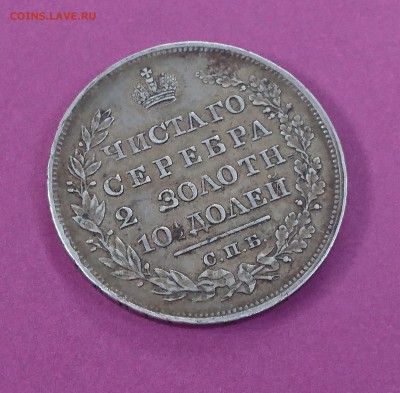 COINS.LAVE.RU
ЧИСТАГО
СЕРЕБРА
2 ЗОЛОТН.
10 ДОЛЕЙ
С.П.Б.